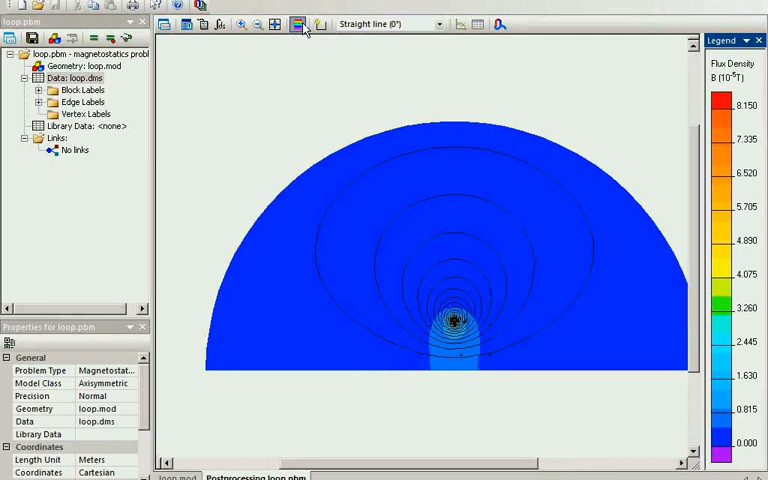 loop.pbm
Straight line (0°)
Legend
loop.pbm - magnetostatics probl
Geometry: loop.mod
Data: loop.dms
Block Labels
Edge Labels
Vertex Labels
Library Data: <none>
Links:
No links
Flux Density
B (10⁻⁵T)
8.150
7.335
6.520
5.705
4.890
4.075
3.260
2.445
1.630
0.815
0.000
Properties for loop.pbm
General
Problem Type Magnetostat...
Model Class Axisymmetric
Precision Normal
Geometry loop.mod
Data loop.dms
Library Data
Coordinates
Length Unit Meters
Coordinates Cartesian
loop.mod
Postprocessing loop.pbm